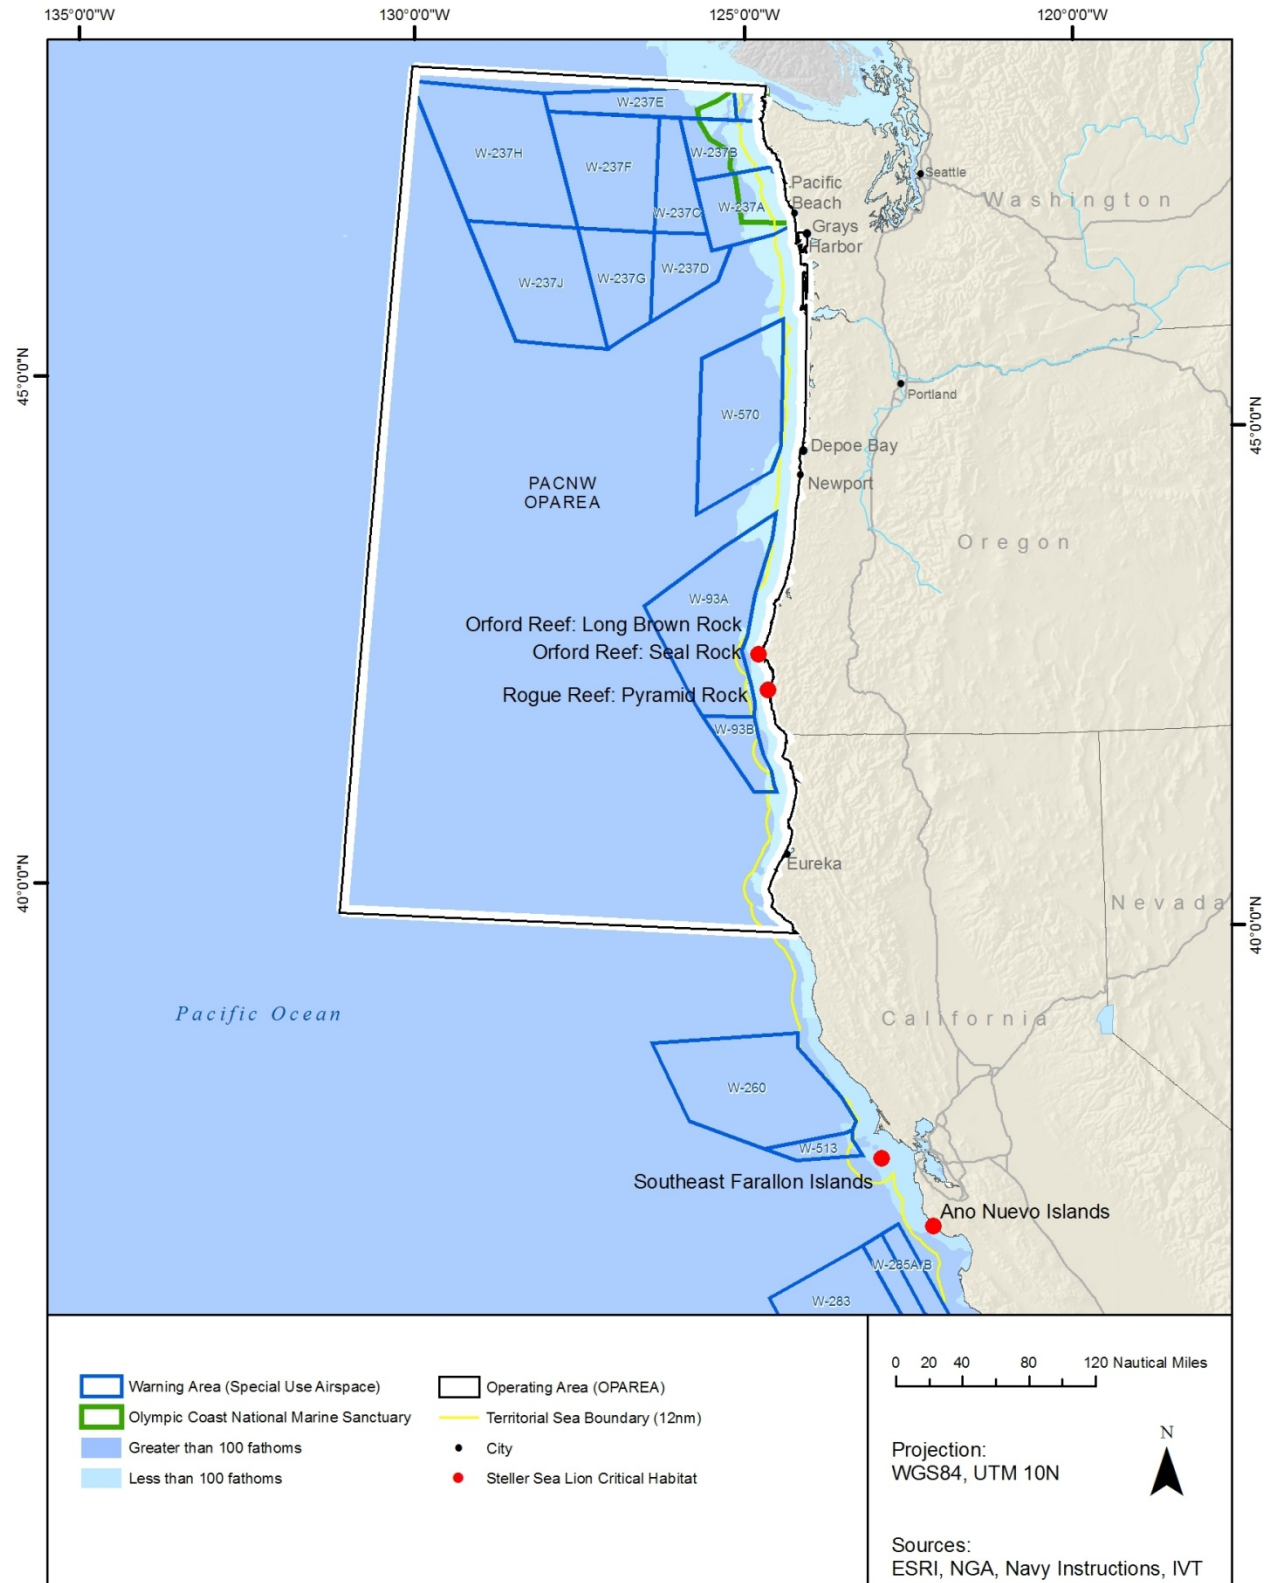 135°0'0"W
130°0'0"W
125°0'0"W
120°0'0"W
W-237E
W-237H
W-237F
W-237B
Seattle
Pacific
Beach
Washington
W-237C
W-237A
Grays
Harbor
W-237J
W-237G
W-237D
45°0'0"N
Portland
45°0'0"N
W-570
Depoe Bay
Newport
PACNW
OPAREA
Oregon
W-93A
Orford Reef: Long Brown Rock
Orford Reef: Seal Rock
Rogue Reef: Pyramid Rock
W-93B
Eureka
40°0'0"N
Nevada
40°0'0"N
Pacific Ocean
California
W-260
W-513
Southeast Farallon Islands
Ano Nuevo Islands
W-285A/B
W-283
Warning Area (Special Use Airspace)
Olympic Coast National Marine Sanctuary
Greater than 100 fathoms
Less than 100 fathoms
Operating Area (OPAREA)
Territorial Sea Boundary (12nm)
City
Steller Sea Lion Critical Habitat
0 20 40 80 120 Nautical Miles
N
Projection:
WGS84, UTM 10N
Sources:
ESRI, NGA, Navy Instructions, IVT